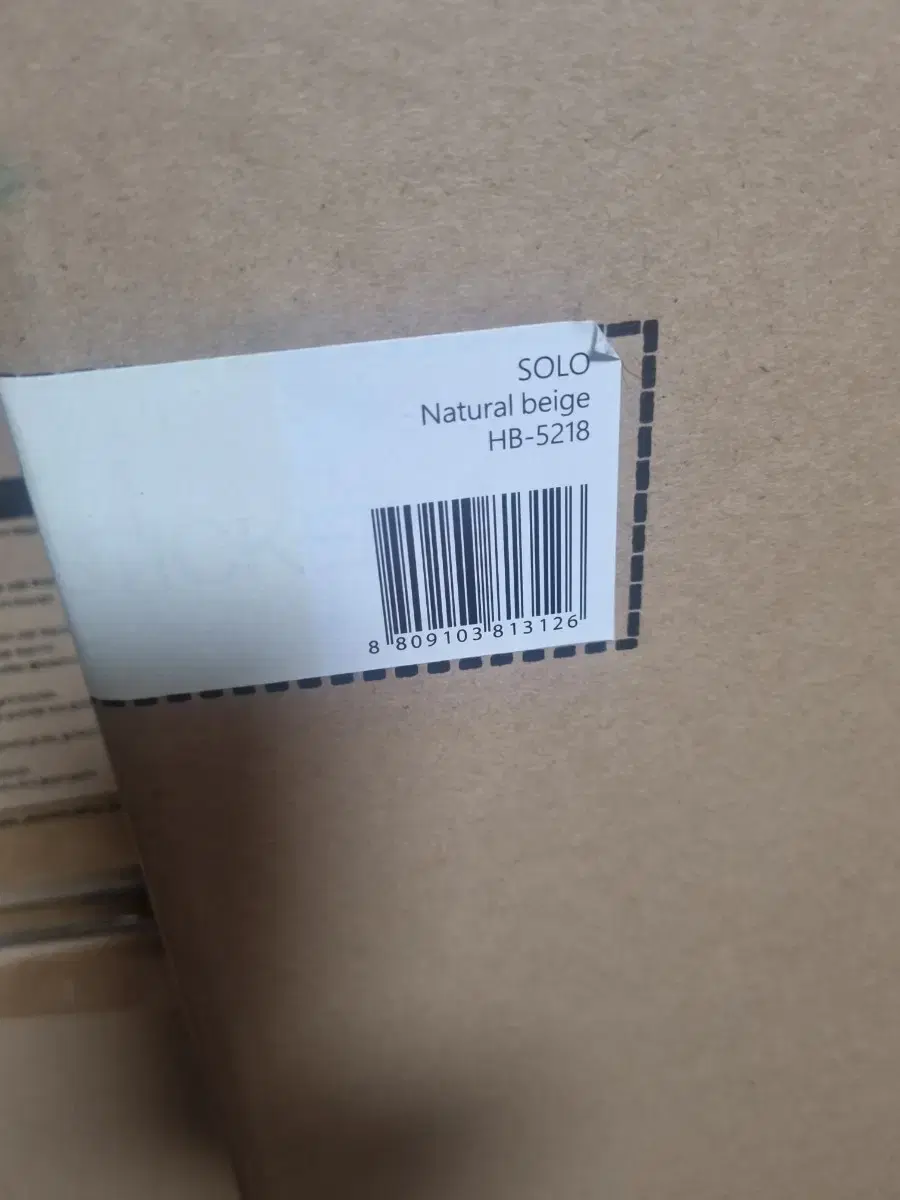 SOLO
Natural beige
HB-5218
8 809103 813126